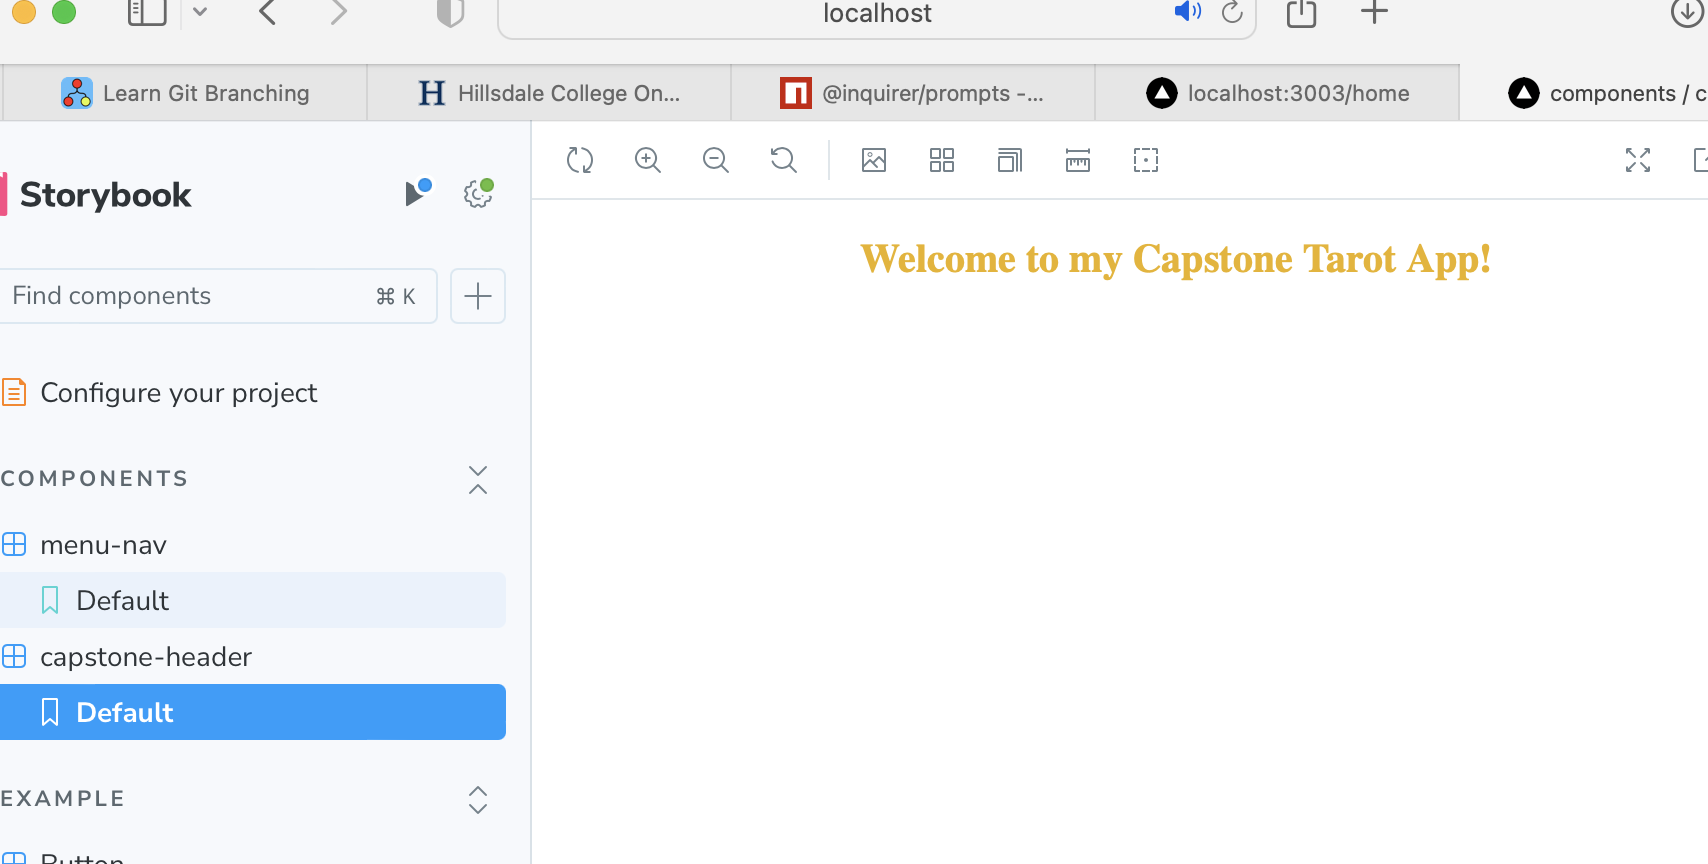 localhost
Learn Git Branching
Hillsdale College On...
@inquirer/prompts -...
localhost:3003/home
components / c
Storybook
Find components
⌘ K
Configure your project
COMPONENTS
menu-nav
Default
capstone-header
Default
EXAMPLE
Button
Welcome to my Capstone Tarot App!